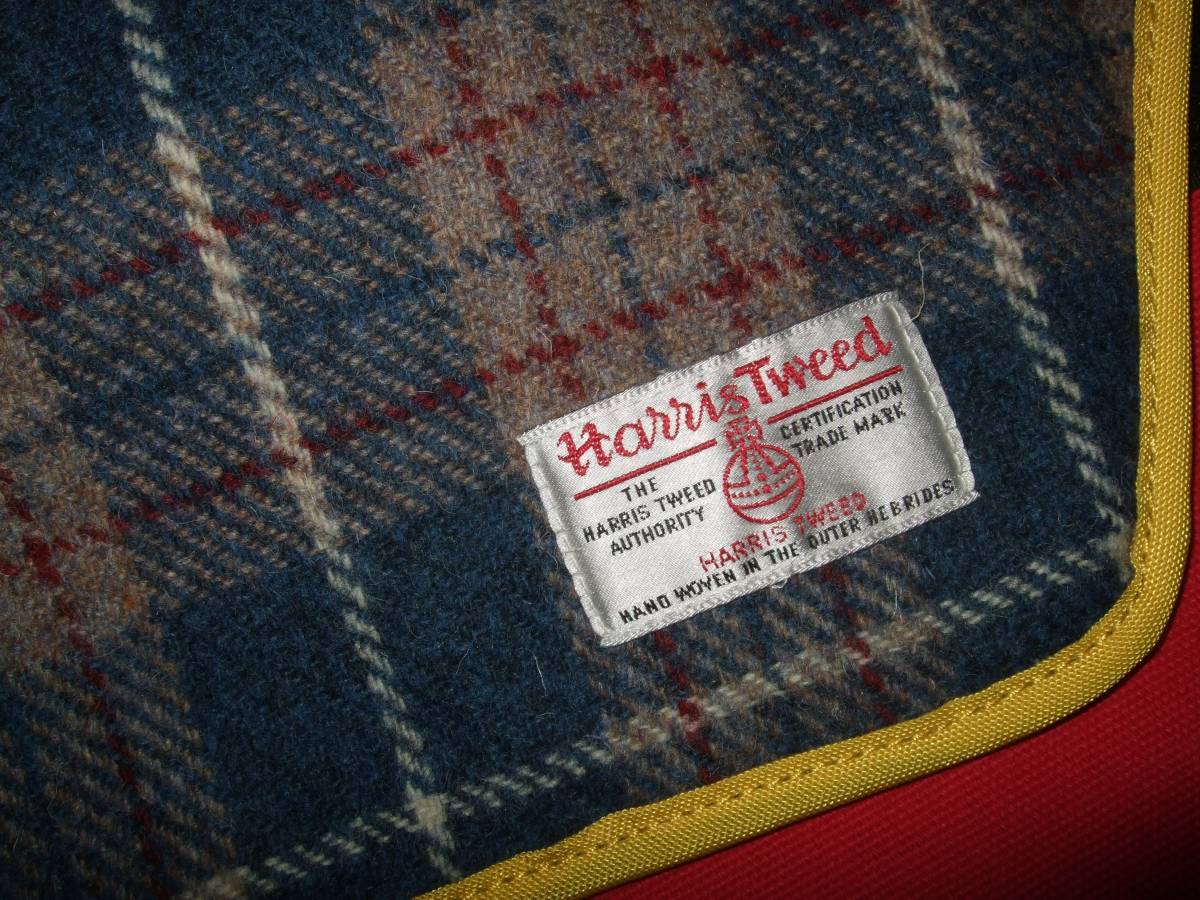 Harris Tweed
THE
HARRIS TWEED
AUTHORITY
CERTIFICATION
TRADE MARK
HARRIS TWEED
HAND WOVEN IN THE OUTER HEBRIDES